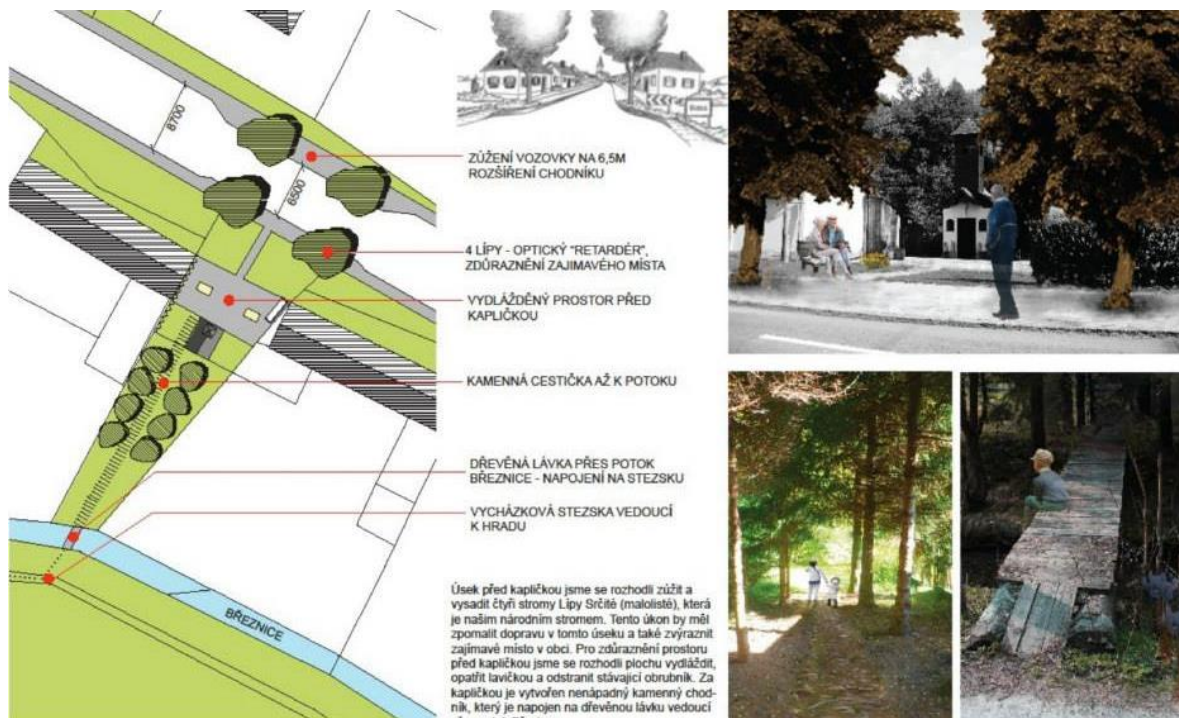 8700
6500
ZÚŽENÍ VOZOVKY NA 6,5M
ROZŠÍŘENÍ CHODNÍKU
4 LÍPY - OPTICKÝ "RETARDÉR",
ZDŮRAZNĚNÍ ZAJIMAVÉHO MÍSTA
VYDLÁŽDĚNÝ PROSTOR PŘED
KAPLIČKOU
KAMENNÁ CESTIČKA AŽ K POTOKU
DŘEVĚNÁ LÁVKA PŘES POTOK
BŘEZNICE - NAPOJENÍ NA STEZSKU
VYCHÁZKOVÁ STEZSKA VEDOUCÍ
K HRADU
BŘEZNICE
Úsek před kapličkou jsme se rozhodli zúžit a
vysadit čtyři stromy Lípy Srčité (malolisté), která
je našim národním stromem. Tento úkon by měl
zpomalit dopravu v tomto úseku a také zvýraznit
zajímavé místo v obci. Pro zdůraznění prostoru
před kapličkou jsme se rozhodli plochu vydláždit,
opatřit lavičkou a odstranit stávající obrubník. Za
kapličkou je vytvořen nenápadný kamenný chod-
ník, který je napojen na dřevěnou lávku vedoucí